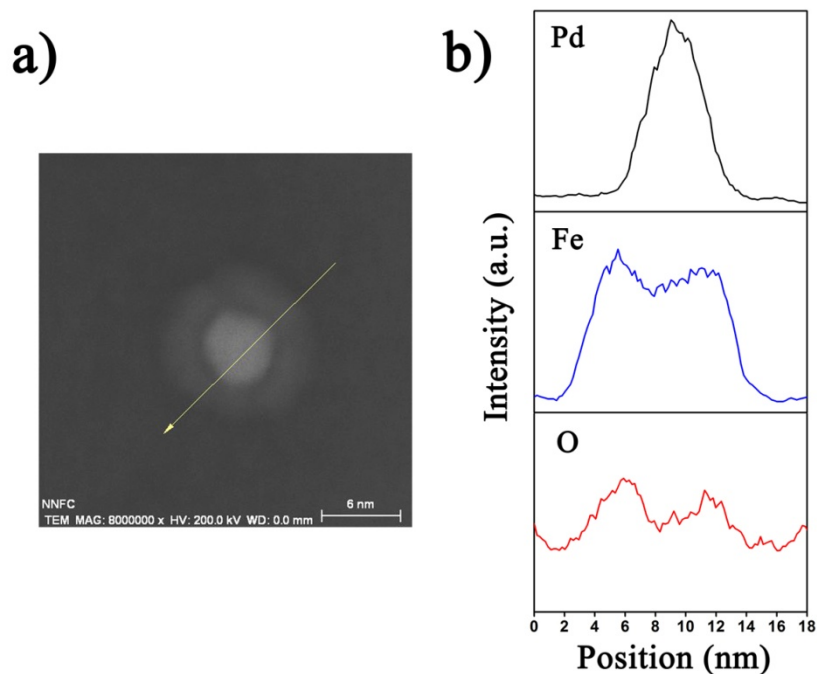 a)
NNFC
TEM MAG: 8000000 x HV: 200.0 kV WD: 0.0 mm
6 nm
b)
Pd
Fe
O
Intensity (a.u.)
0 2 4 6 8 10 12 14 16 18
Position (nm)